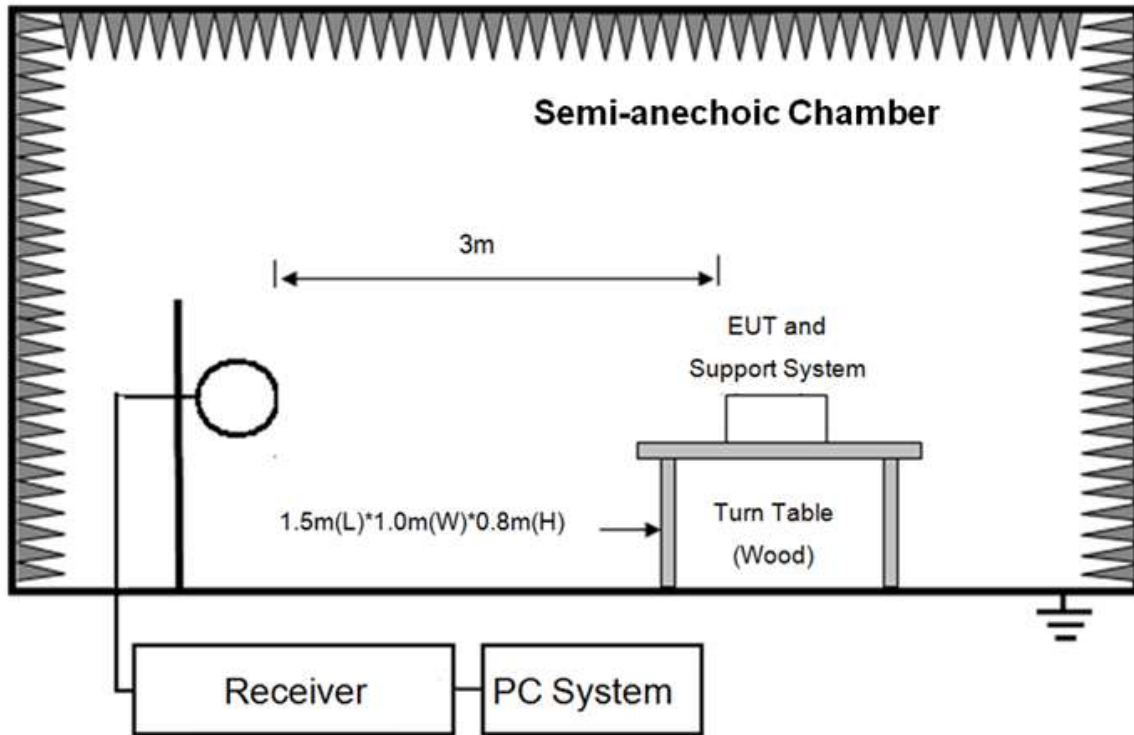 Semi-anechoic Chamber
3m
EUT and
Support System
1.5m(L)*1.0m(W)*0.8m(H)
Turn Table
(Wood)
Receiver
PC System